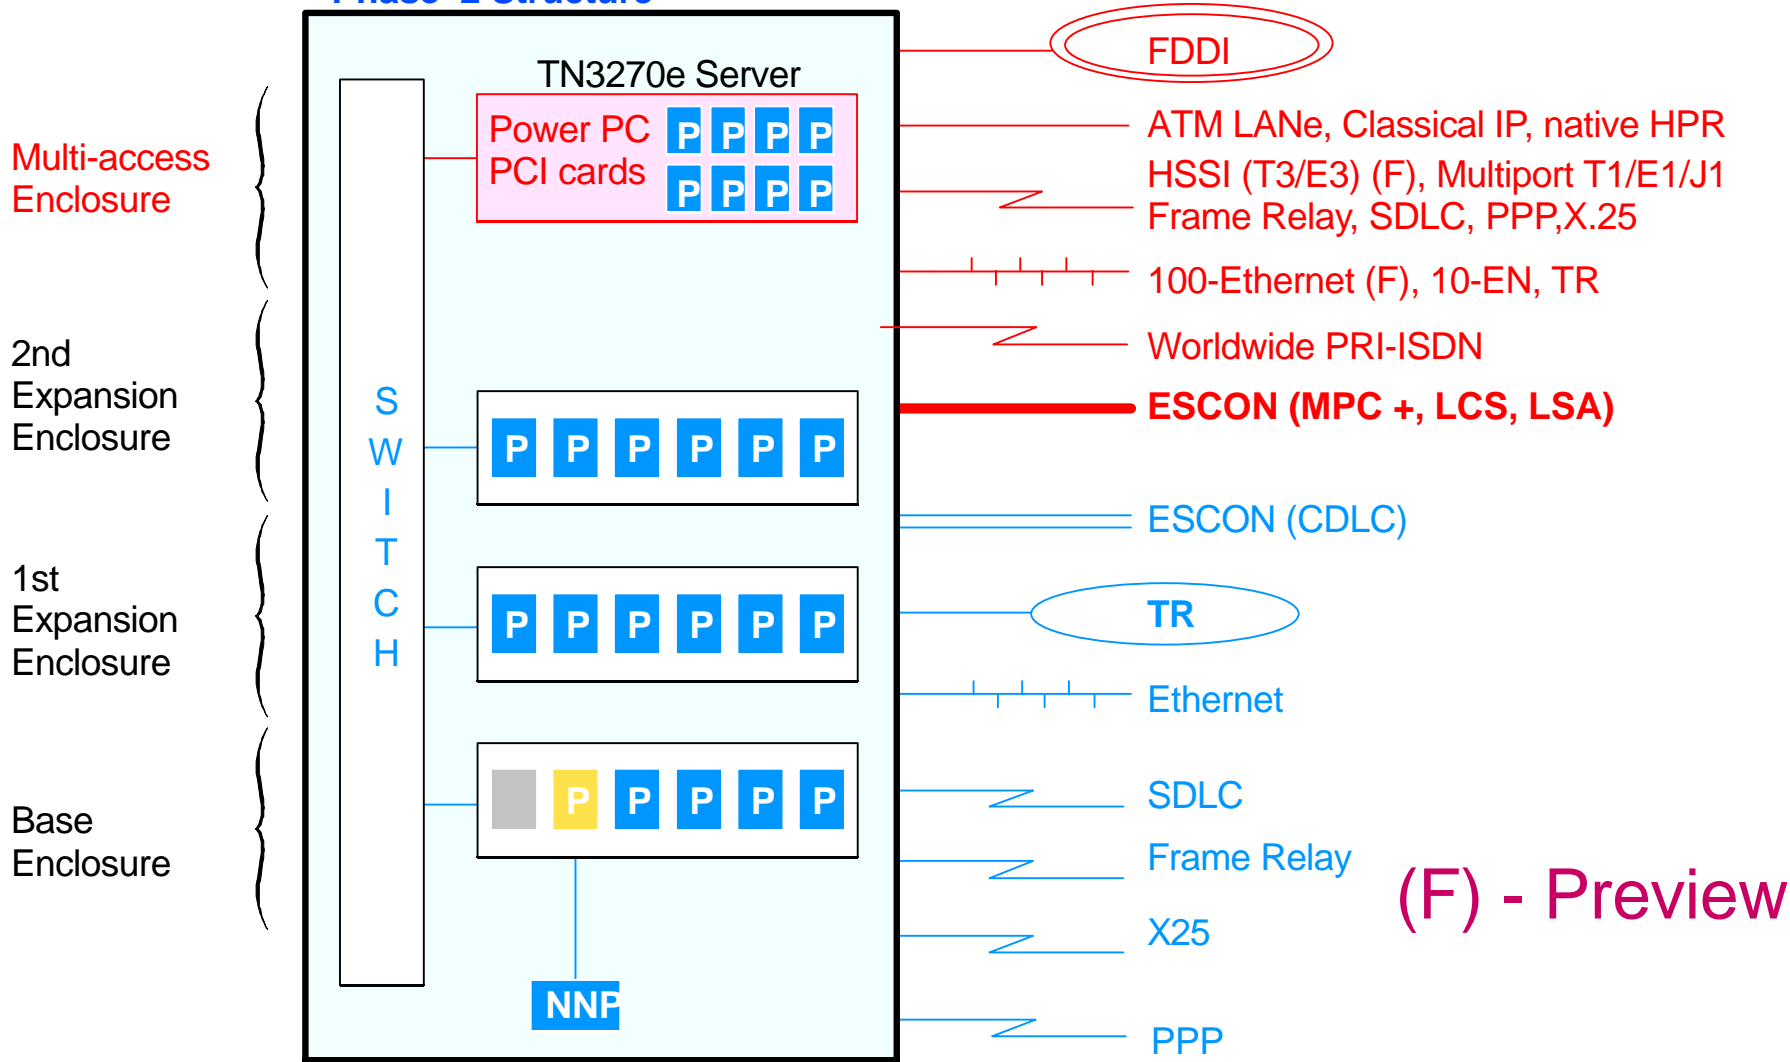 Phase 2 Structure
TN3270e Server
Power PC
PCI cards
P P P P
P P P P
Multi-access
Enclosure
2nd
Expansion
Enclosure
1st
Expansion
Enclosure
Base
Enclosure
S
W
I
T
C
H
P P P P P P
P P P P P P
P P P P P
NNP
FDDI
ATM LANe, Classical IP, native HPR
HSSI (T3/E3) (F), Multiport T1/E1/J1
Frame Relay, SDLC, PPP,X.25
100-Ethernet (F), 10-EN, TR
Worldwide PRI-ISDN
ESCON (MPC +, LCS, LSA)
ESCON (CDLC)
TR
Ethernet
SDLC
Frame Relay
X25
PPP
(F) - Preview